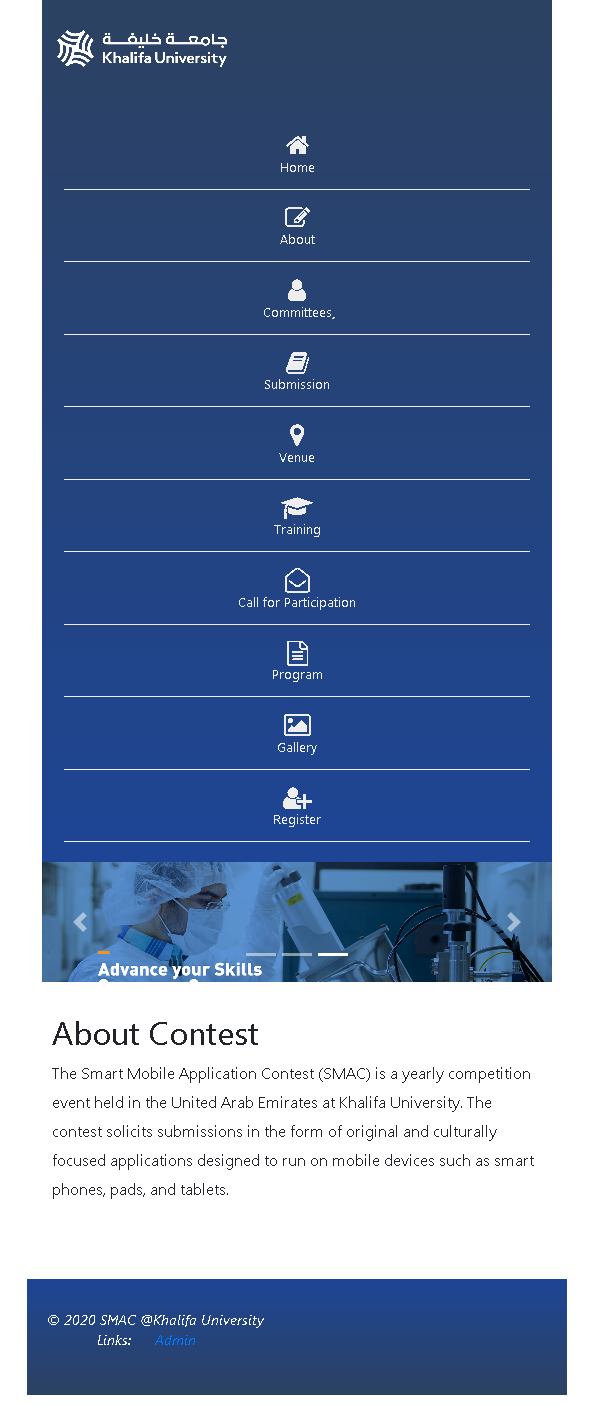 جامعـة خليفـة
Khalifa University
Home
About
Committees,
Submission
Venue
Training
Call for Participation
Program
Gallery
Register
Advance your Skills
About Contest
The Smart Mobile Application Contest (SMAC) is a yearly competition
event held in the United Arab Emirates at Khalifa University. The
contest solicits submissions in the form of original and culturally
focused applications designed to run on mobile devices such as smart
phones, pads, and tablets.
© 2020 SMAC @Khalifa University
Links: Admin